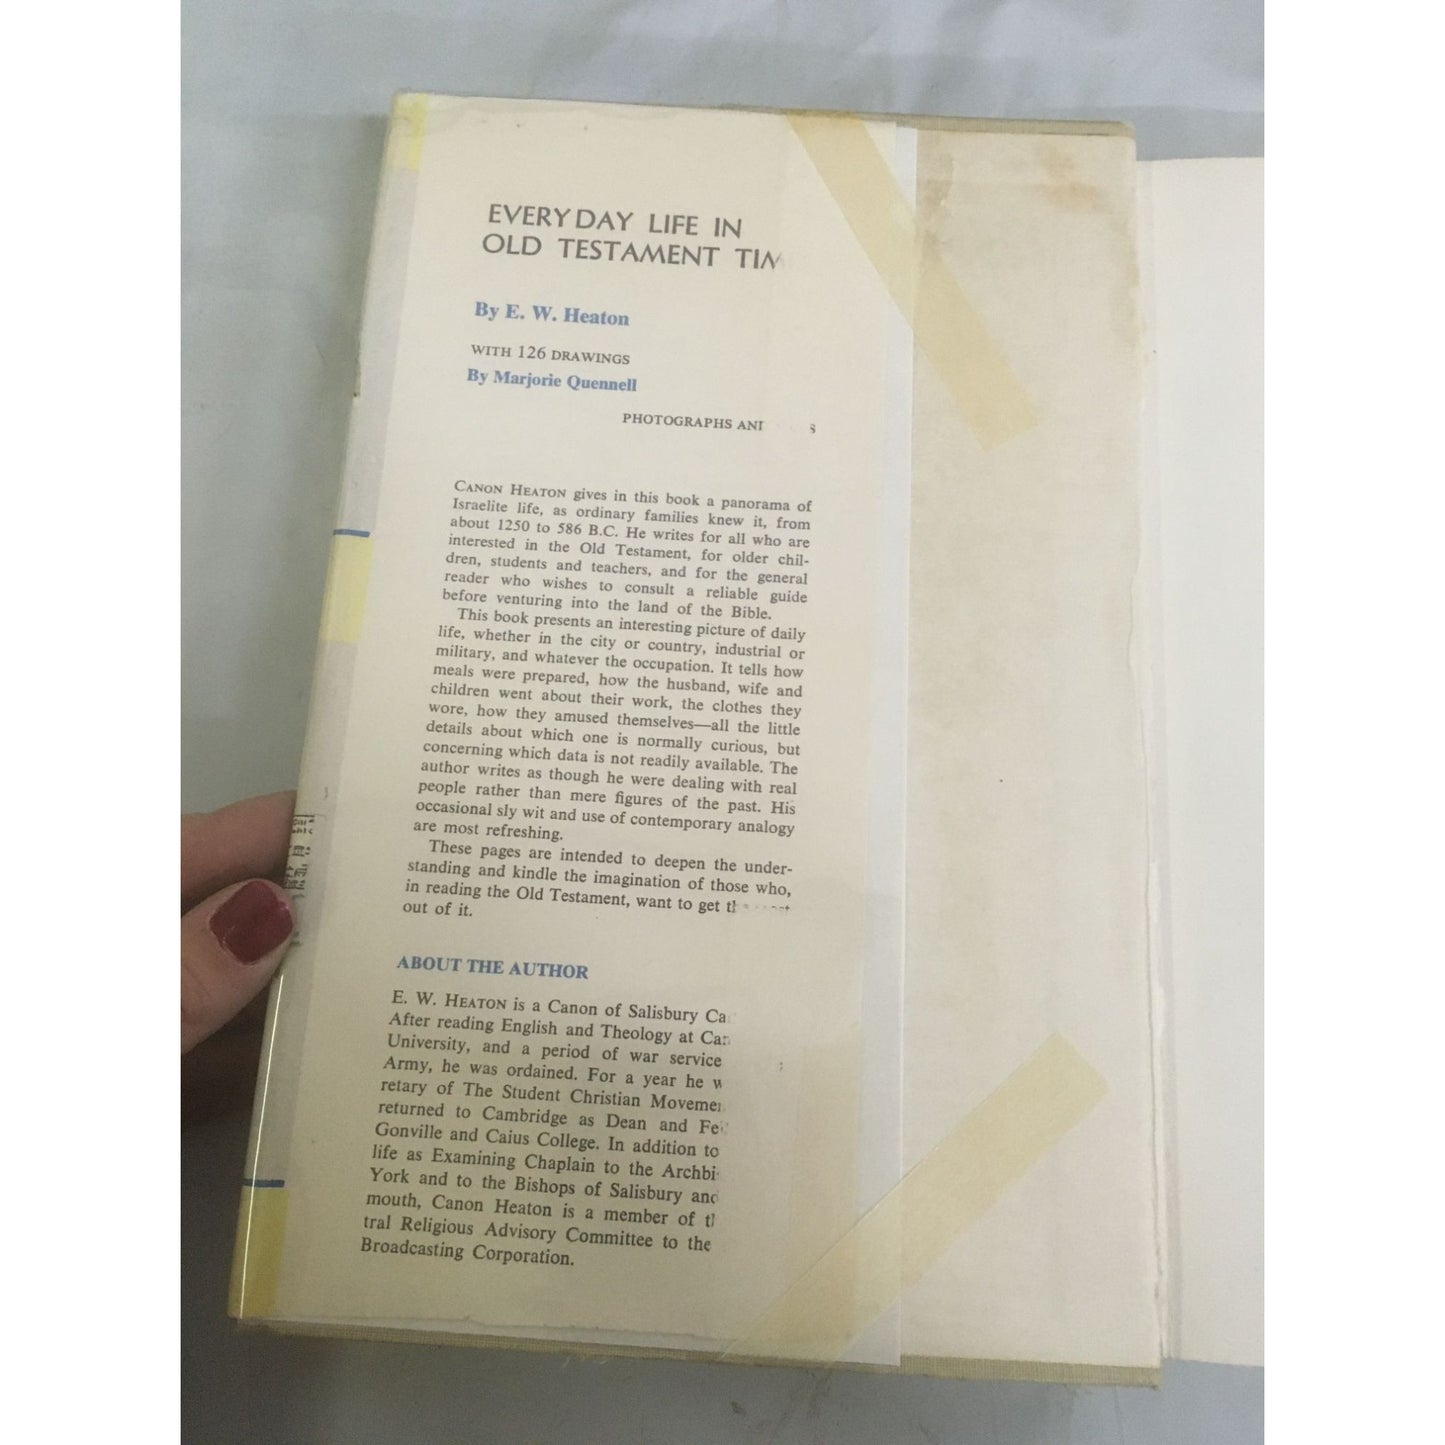 EVERYDAY LIFE IN
OLD TESTAMENT
By E. W. Heaton
WITH 126 DRAWINGS
By Marjorie Quennell
PHOTOGRAPHS
CANON HEATON gives in this book a panorama of
Israelite life, as ordinary families knew it, from
about 1250 to 586 B.C. He writes for all who are
interested in the Old Testament, for older chil-
dren, students and teachers, and for the general
reader who wishes to consult a reliable guide
before venturing into the land of the Bible.
This book presents an interesting picture of daily
life, whether in the city or country, industrial or
military, and whatever the occupation. It tells how
meals were prepared, how the husband, wife and
children went about their work, the clothes they
wore, how they amused themselves—all the little
details about which one is normally curious, but
concerning which data is not readily available. The
author writes as though he were dealing with real
people rather than mere figures of the past. His
occasional sly wit and use of contemporary analogy
are most refreshing.
These pages are intended to deepen the under-
standing and kindle the imagination of those who,
in reading the Old Testament, want to get
out of it.
ABOUT THE AUTHOR
E. W. HEATON is a Canon of Salisbury
After reading English and Theology at
University, and a period of war service
Army, he was ordained. For a year he
retary of The Student Christian
returned to Cambridge as Dean and
Gonville and Caius College. In addition to
life as Examining Chaplain to the
York and to the Bishops of Salisbury
mouth, Canon Heaton is a member of
tral Religious Advisory Committee to the
Broadcasting Corporation.